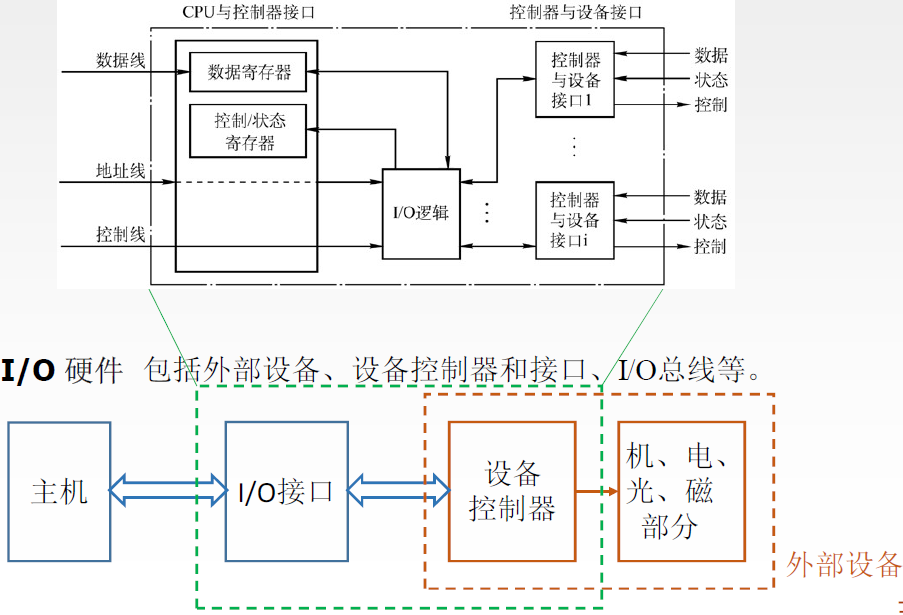 CPU与控制器接口
控制器与设备接口
数据线
数据寄存器
控制/状态
寄存器
地址线
控制线
I/O逻辑
控制器
与设备
接口1
数据
状态
控制
控制器
与设备
接口i
数据
状态
控制
I/O 硬件 包括外部设备、设备控制器和接口、I/O总线等。
主机
I/O接口
设备
控制器
机、电、
光、磁
部分
外部设备